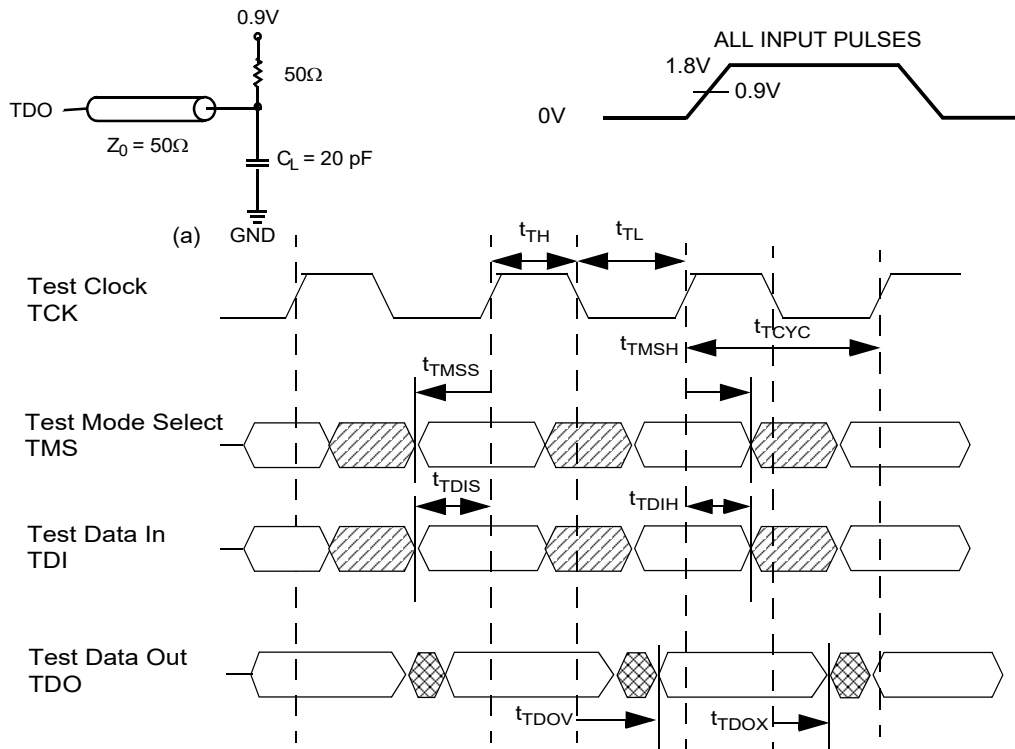 0.9V
ALL INPUT PULSES
50Ω
1.8V
0.9V
TDO
0V
Z0 = 50Ω
CL = 20 pF
(a) GND
tTH
tTL
Test Clock
TCK
tTMSH
tTCYC
tTMSS
Test Mode Select
TMS
tTDIS
tTDIH
Test Data In
TDI
Test Data Out
TDO
tTDOV
tTDOX